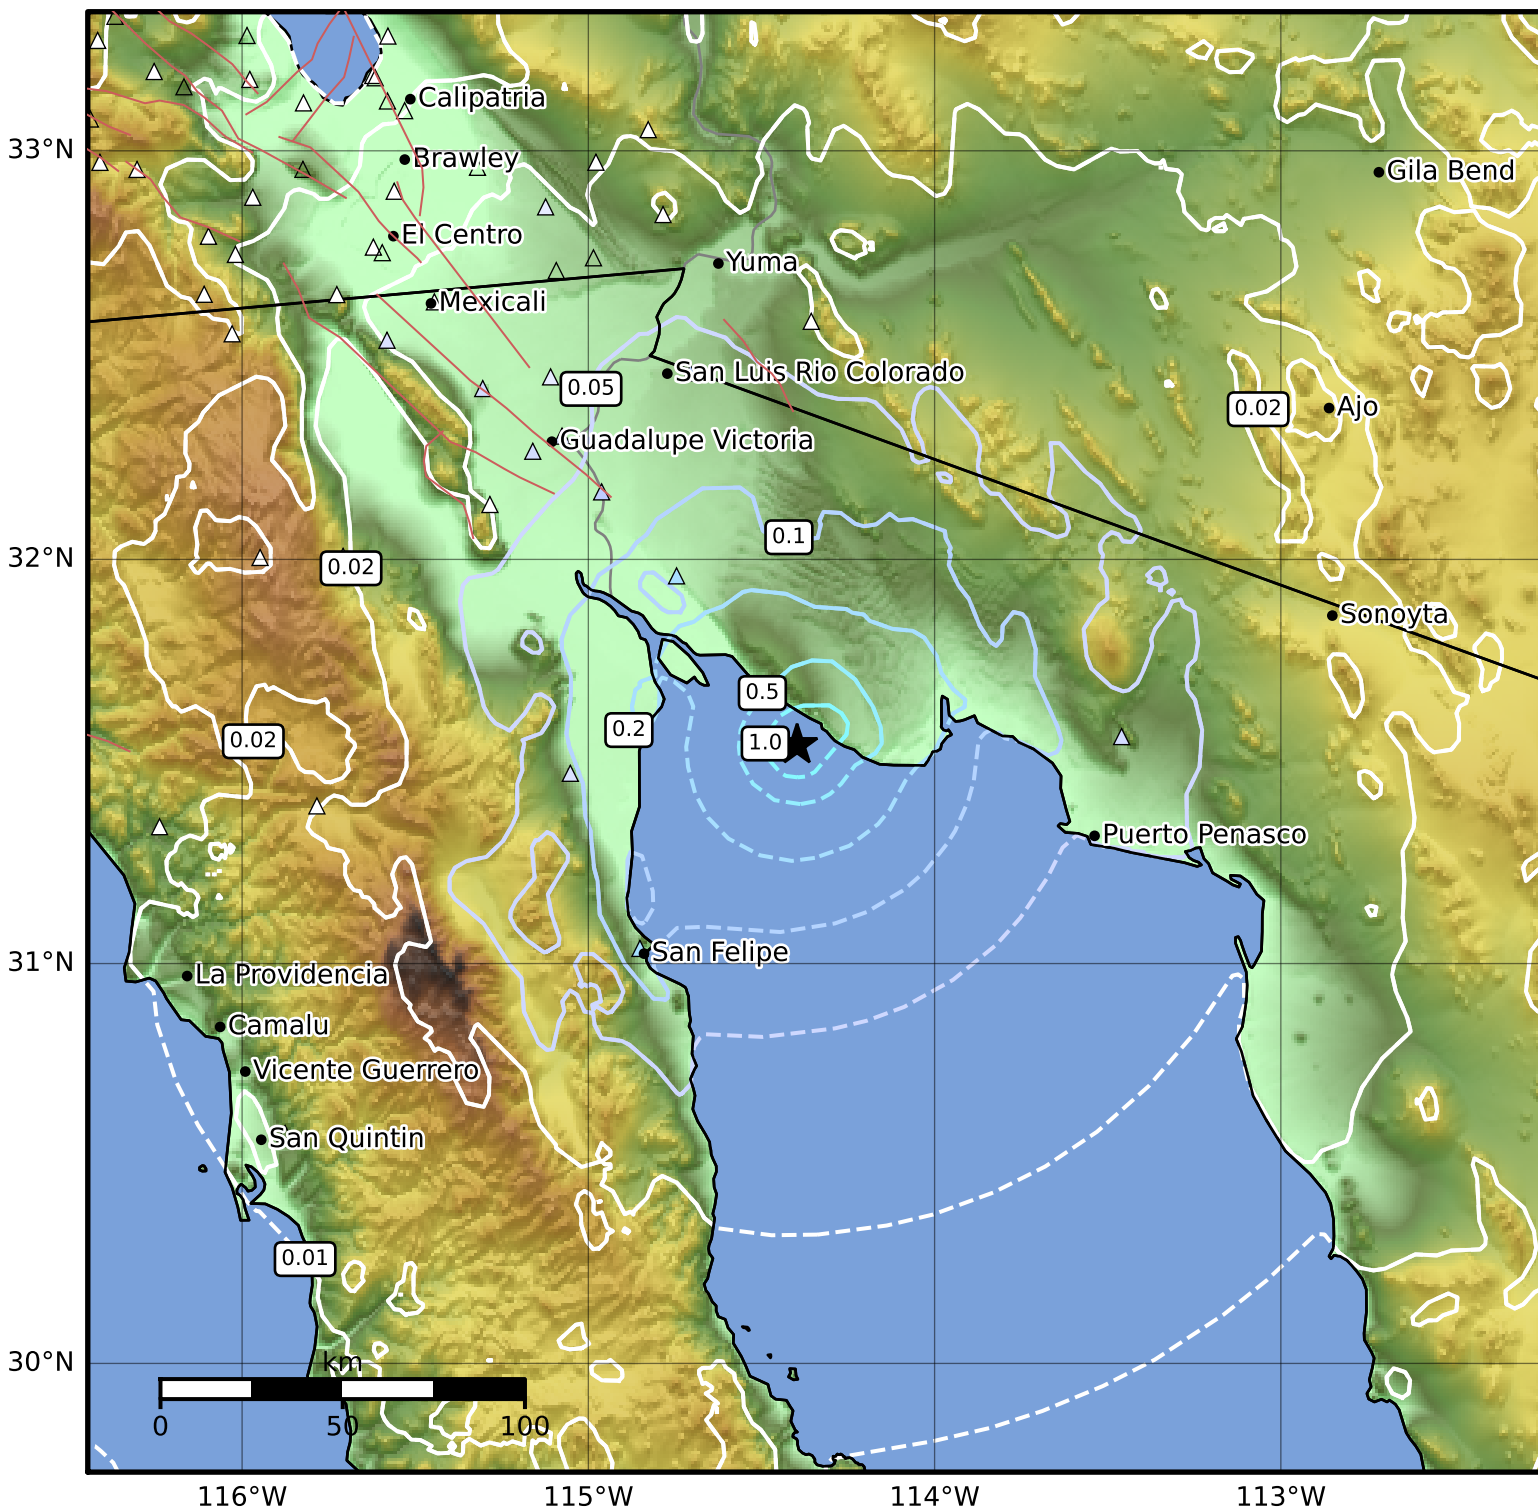 Calipatria
33°N
Brawley
Gila Bend
El Centro
Yuma
Mexicali
San Luis Rio Colorado
0.05
0.02
Ajo
Guadalupe Victoria
0.1
32°N
0.02
Sonoyta
0.5
0.2
0.02
1.0
Puerto Penasco
San Felipe
31°N
La Providencia
Camalu
Vicente Guerrero
San Quintin
0.01
30°N
km
0 50 100
116°W 115°W 114°W 113°W